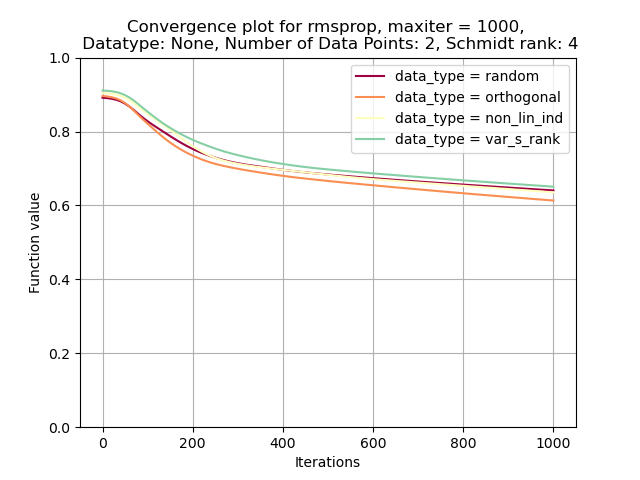 Convergence plot for rmsprop, maxiter = 1000,
Datatype: None, Number of Data Points: 2, Schmidt rank: 4
1.0
0.8
0.6
0.4
0.2
0.0
Function value
data_type = random
data_type = orthogonal
data_type = non_lin_ind
data_type = var_s_rank
0 200 400 600 800 1000
Iterations